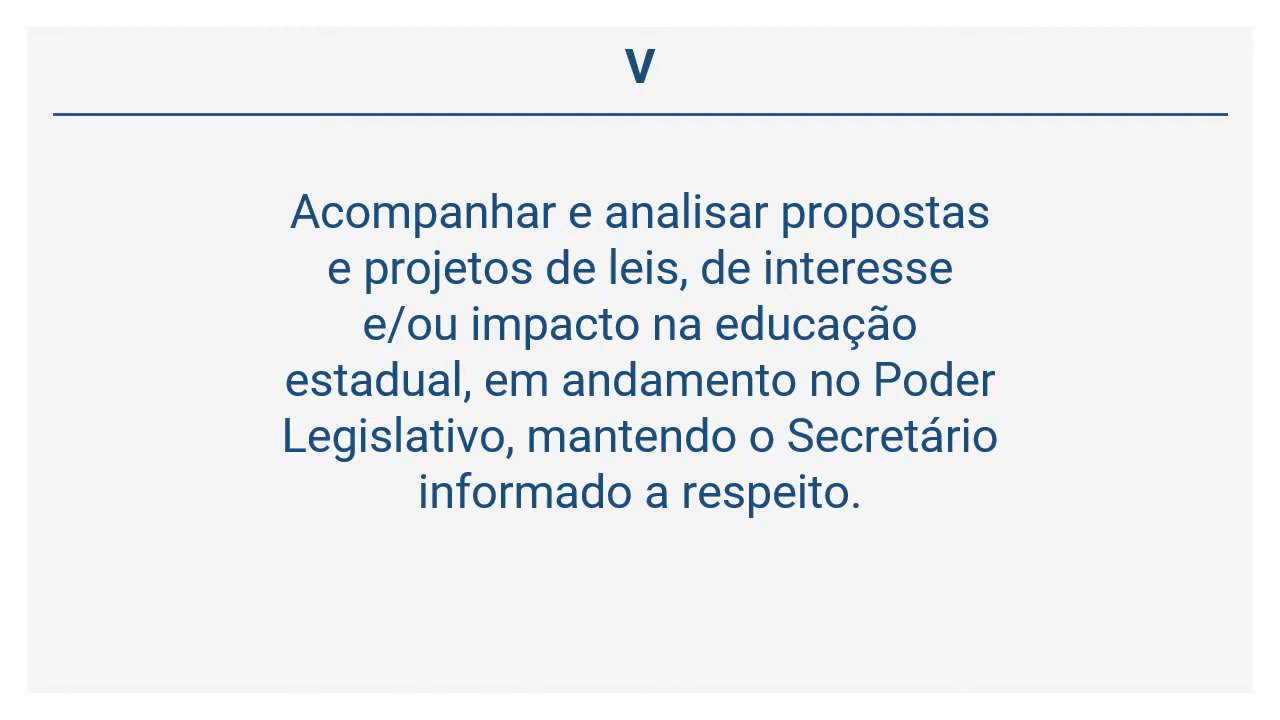 V
Acompanhar e analisar propostas
e projetos de leis, de interesse
e/ou impacto na educação
estadual, em andamento no Poder
Legislativo, mantendo o Secretário
informado a respeito.